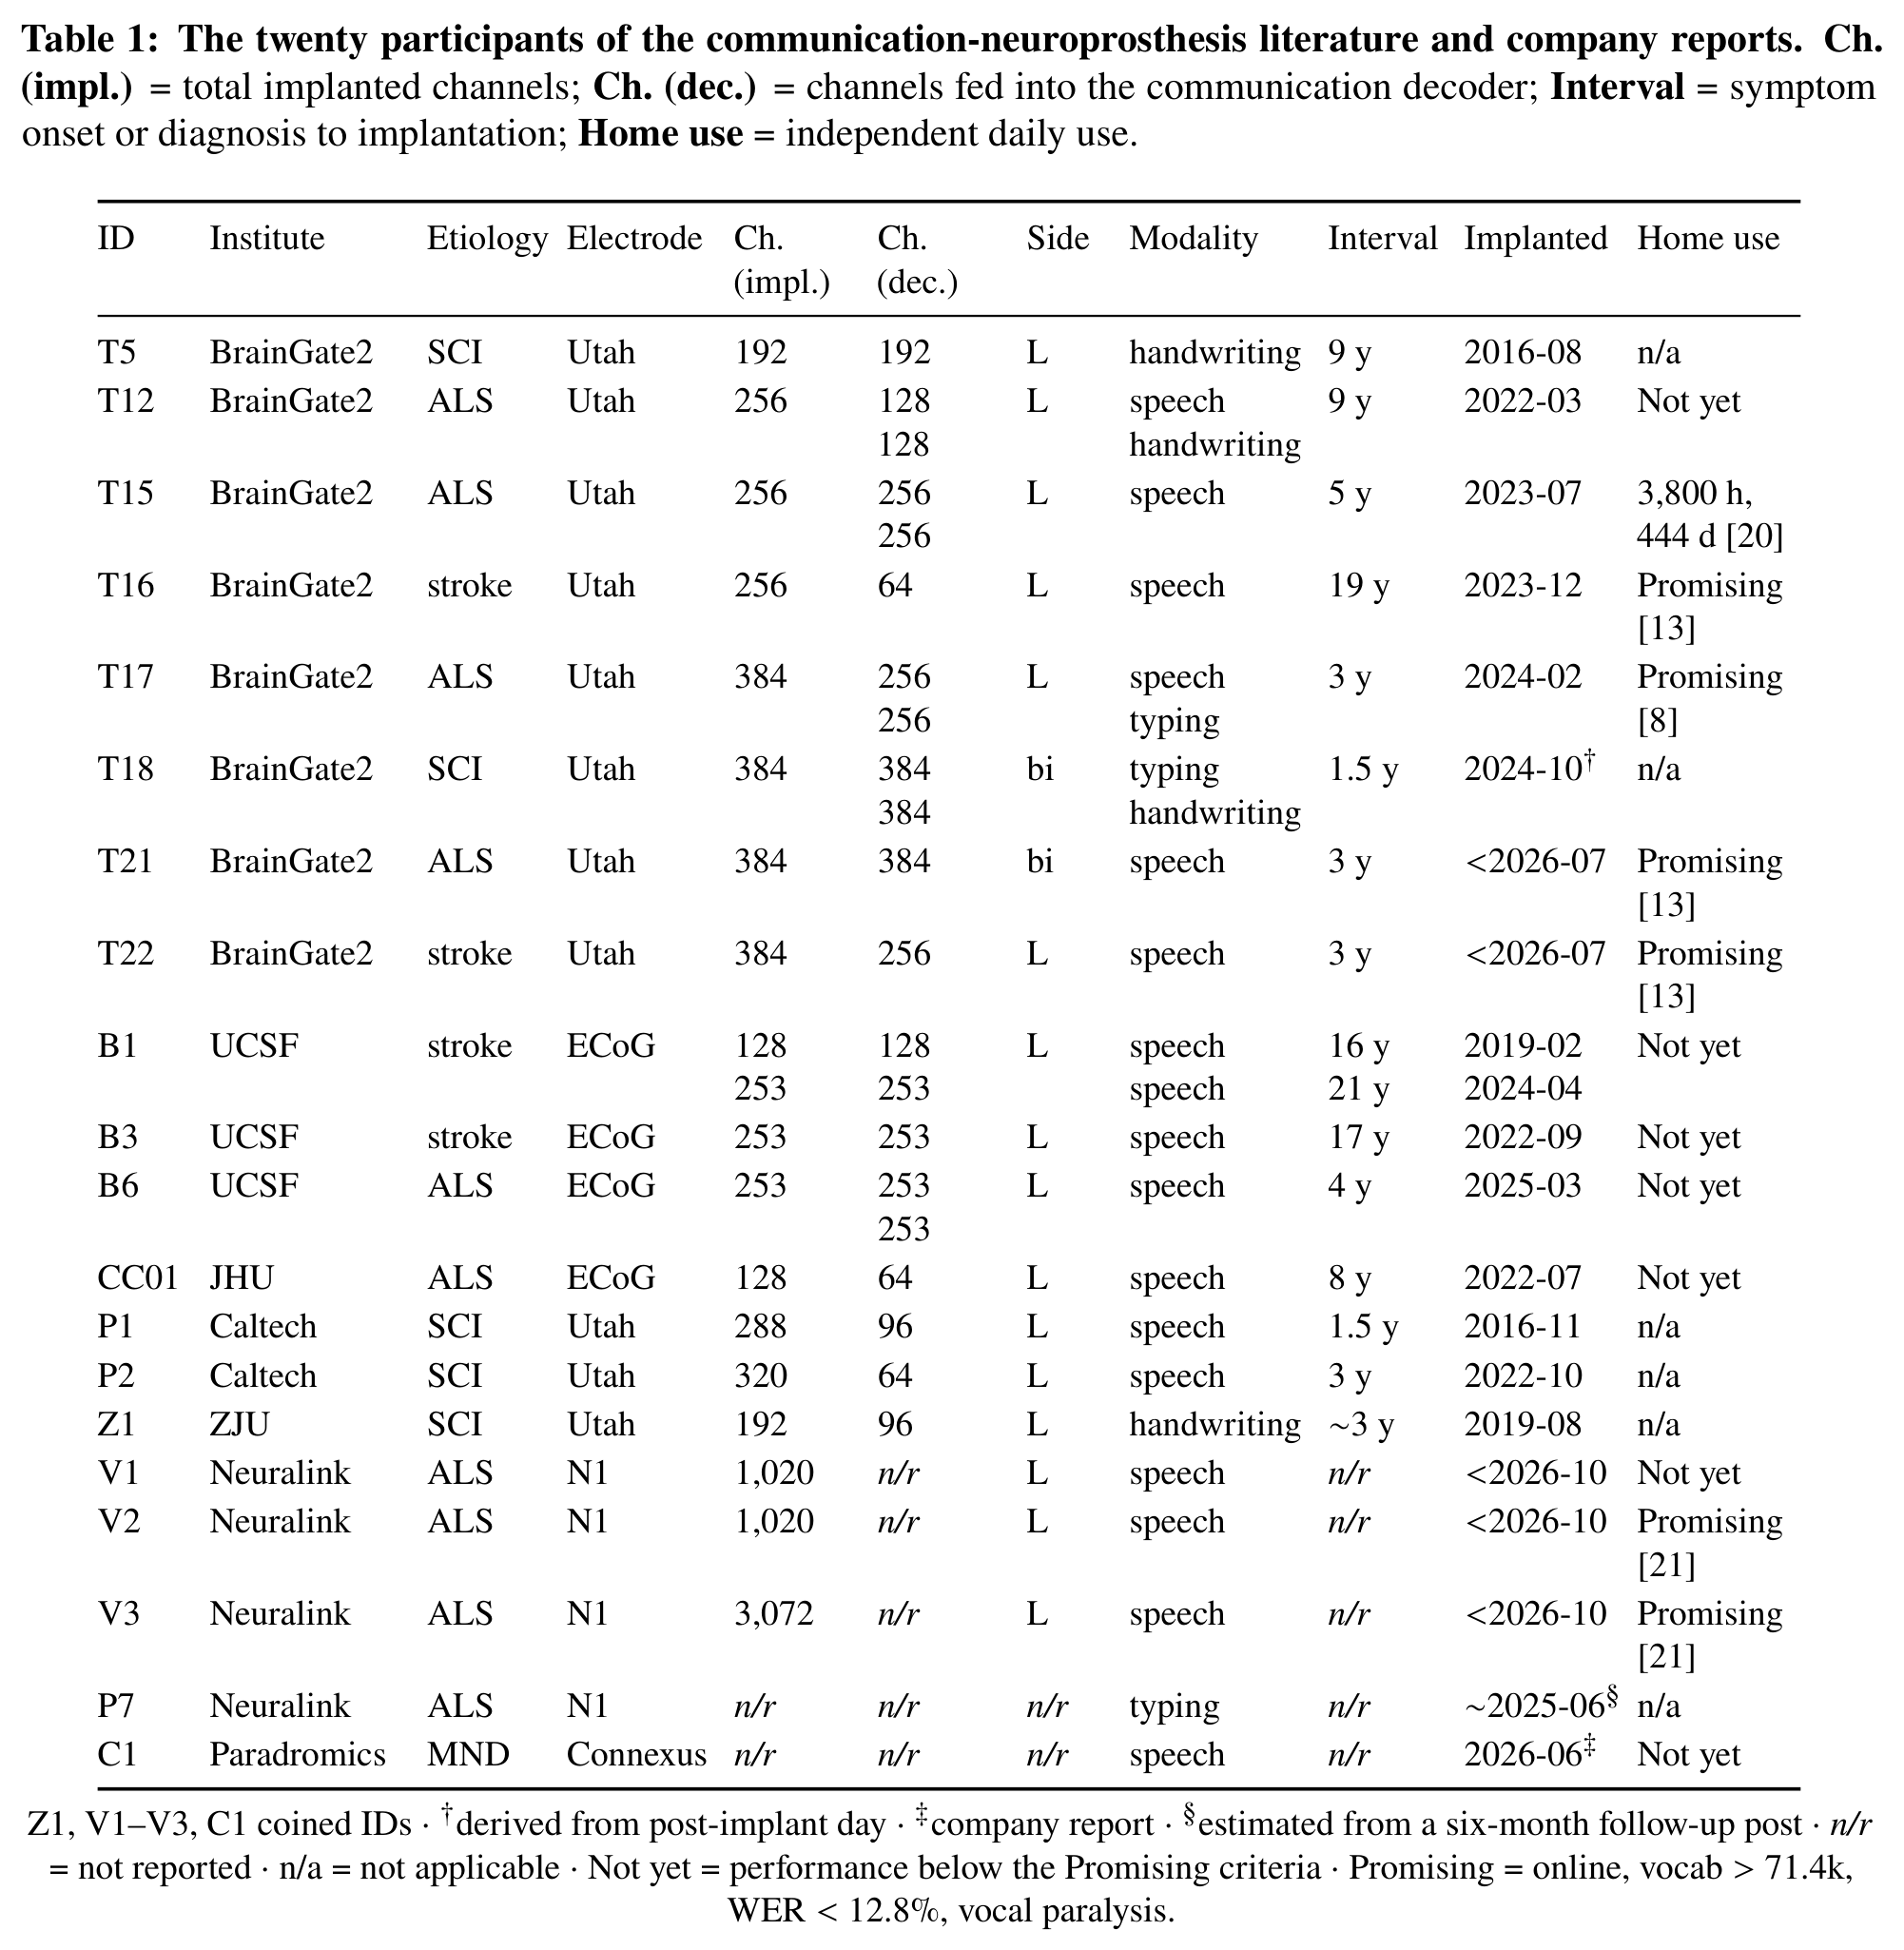 Table 1: The twenty participants of the communication-neuroprosthesis literature and company reports. Ch.
(impl.) = total implanted channels; Ch. (dec.) = channels fed into the communication decoder; Interval = symptom
onset or diagnosis to implantation; Home use = independent daily use.
ID Institute Etiology Electrode Ch. Ch. Side Modality Interval Implanted Home use
(impl.) (dec.)
T5 BrainGate2 SCI Utah 192 192 L handwriting 9 y 2016-08 n/a
T12 BrainGate2 ALS Utah 256 128 L speech 9 y 2022-03 Not yet
128 handwriting
T15 BrainGate2 ALS Utah 256 256 L speech 5 y 2023-07 3,800 h,
256 444 d [20]
T16 BrainGate2 stroke Utah 256 64 L speech 19 y 2023-12 Promising
[13]
T17 BrainGate2 ALS Utah 384 256 L speech 3 y 2024-02 Promising
256 typing [8]
T18 BrainGate2 SCI Utah 384 384 bi typing 1.5 y 2024-10† n/a
384 handwriting
T21 BrainGate2 ALS Utah 384 384 bi speech 3 y <2026-07 Promising
[13]
T22 BrainGate2 stroke Utah 384 256 L speech 3 y <2026-07 Promising
[13]
B1 UCSF stroke ECoG 128 128 L speech 16 y 2019-02 Not yet
253 253 speech 21 y 2024-04
B3 UCSF stroke ECoG 253 253 L speech 17 y 2022-09 Not yet
B6 UCSF ALS ECoG 253 253 L speech 4 y 2025-03 Not yet
253
CC01 JHU ALS ECoG 128 64 L speech 8 y 2022-07 Not yet
P1 Caltech SCI Utah 288 96 L speech 1.5 y 2016-11 n/a
P2 Caltech SCI Utah 320 64 L speech 3 y 2022-10 n/a
Z1 ZJU SCI Utah 192 96 L handwriting ~3 y 2019-08 n/a
V1 Neuralink ALS N1 1,020 n/r L speech n/r <2026-10 Not yet
V2 Neuralink ALS N1 1,020 n/r L speech n/r <2026-10 Promising
[21]
V3 Neuralink ALS N1 3,072 n/r L speech n/r <2026-10 Promising
[21]
P7 Neuralink ALS N1 n/r n/r n/r typing n/r ~2025-06§ n/a
C1 Paradromics MND Connexus n/r n/r n/r speech n/r 2026-06‡ Not yet
Z1, V1–V3, C1 coined IDs · †derived from post-implant day · ‡company report · §estimated from a six-month follow-up post · n/r
= not reported · n/a = not applicable · Not yet = performance below the Promising criteria · Promising = online, vocab > 71.4k,
WER < 12.8%, vocal paralysis.